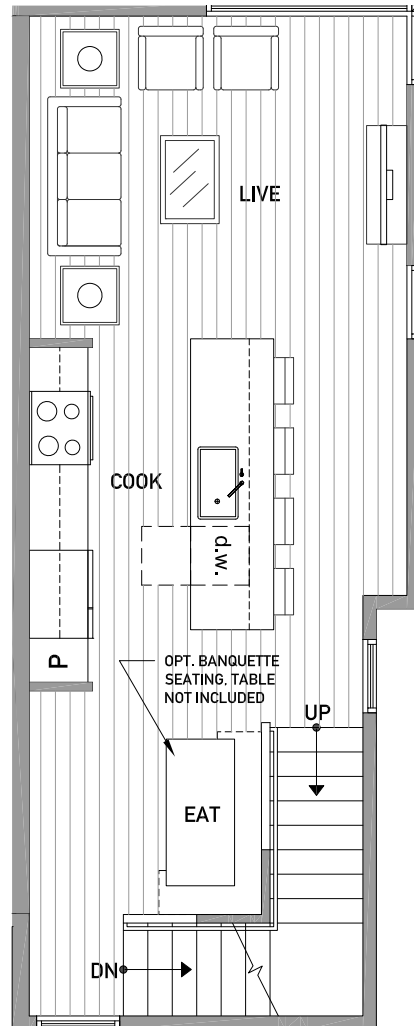 LIVE
COOK
d.w.
P
OPT. BANQUETTE
SEATING, TABLE
NOT INCLUDED
UP
EAT
DN